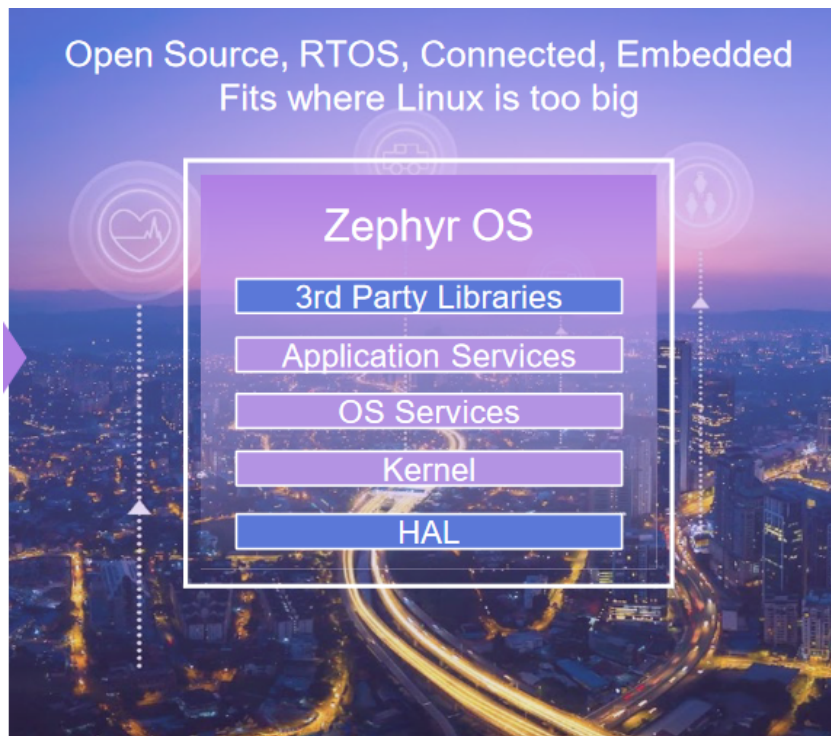 Open Source, RTOS, Connected, Embedded
Fits where Linux is too big
Zephyr OS
3rd Party Libraries
Application Services
OS Services
Kernel
HAL